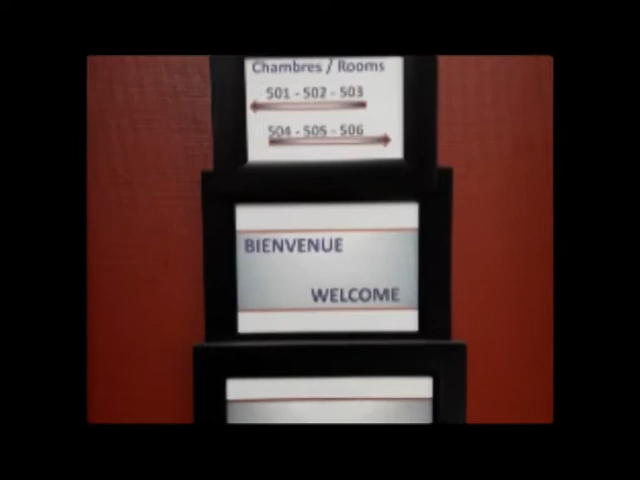 Chambres / Rooms
501 - 502 - 503
504 - 505 - 506
BIENVENUE
WELCOME